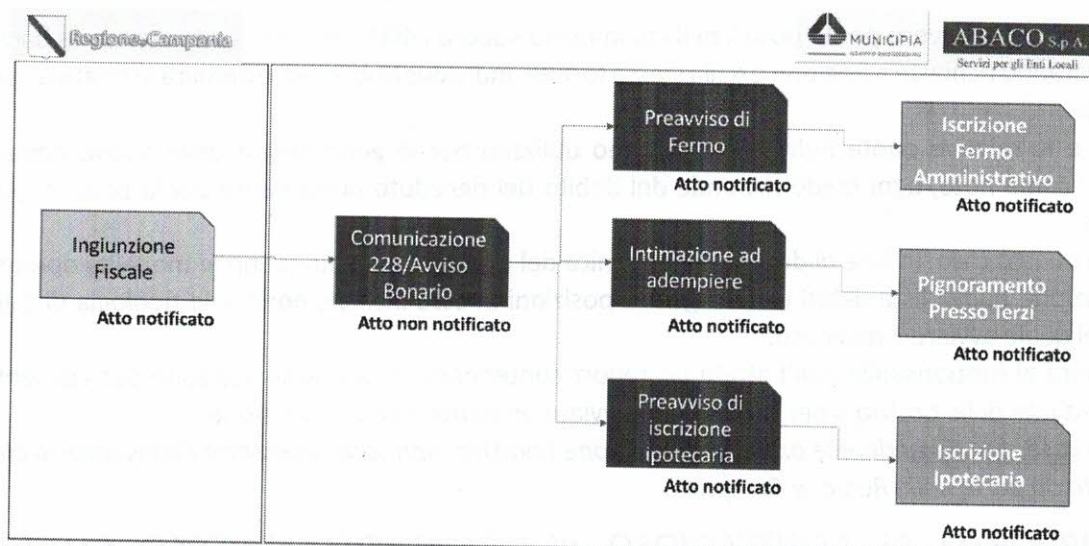 Regione Campania
MUNICIPIA
ABACO S.p.A.
Servizi per gli Enti Locali
Ingiunzione
Fiscale
Atto notificato
Comunicazione
228/Avviso
Bonario
Atto non notificato
Preavviso di
Fermo
Atto notificato
Iscrizione
Fermo
Amministrativo
Atto notificato
Intimazione ad
adempiere
Atto notificato
Pignoramento
Presso Terzi
Atto notificato
Preavviso di
iscrizione
ipotecaria
Atto notificato
Iscrizione
Ipotecaria
Atto notificato